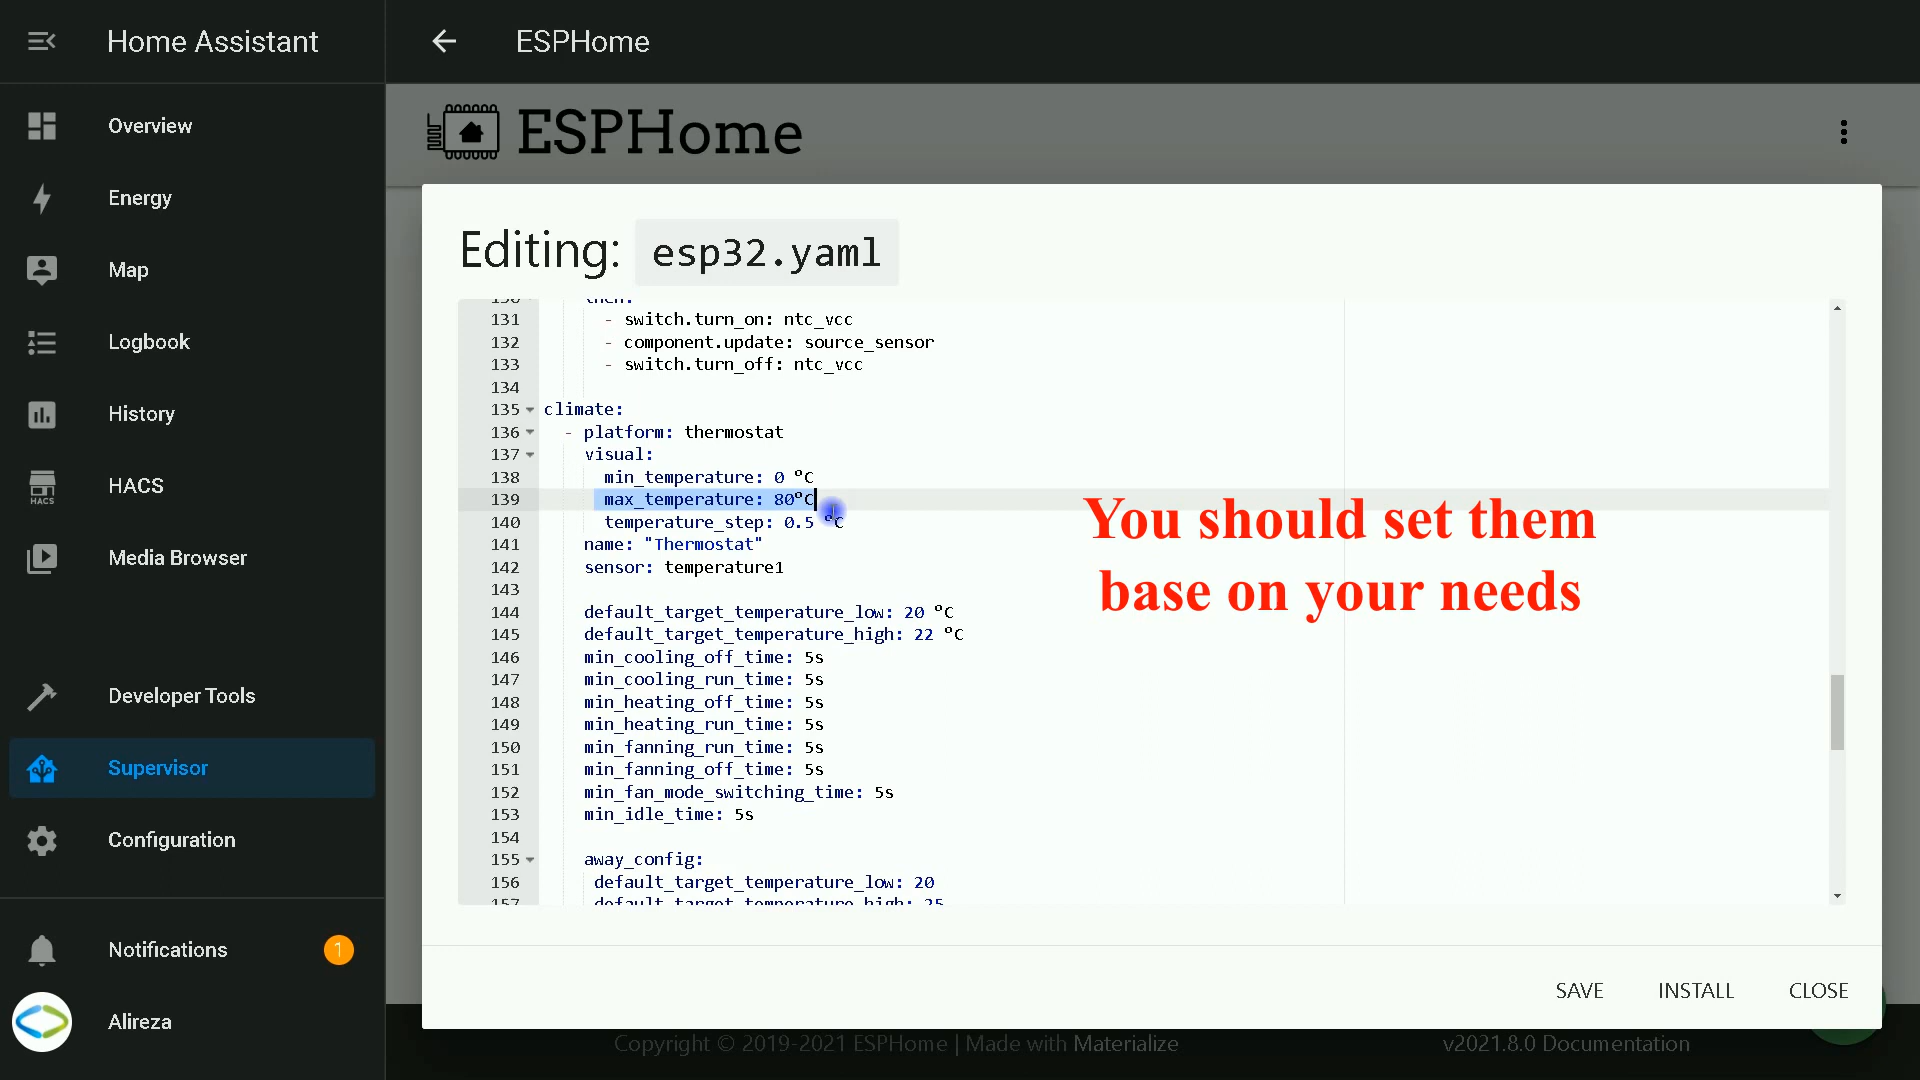 Home Assistant
ESPHome
Overview
Energy
Map
Logbook
History
HACS
HACS
Media Browser
Developer Tools
Supervisor
Configuration
Notifications
1
Alireza
ESPHome
Editing: esp32.yaml
130 then:
131 - switch.turn_on: ntc_vcc
132 - component.update: source_sensor
133 - switch.turn_off: ntc_vcc
134
135 climate:
136 - platform: thermostat
137 visual:
138 min_temperature: 0 °C
139 max_temperature: 80°C
140 temperature_step: 0.5 °C
141 name: "Thermostat"
142 sensor: temperature1
143
144 default_target_temperature_low: 20 °C
145 default_target_temperature_high: 22 °C
146 min_cooling_off_time: 5s
147 min_cooling_run_time: 5s
148 min_heating_off_time: 5s
149 min_heating_run_time: 5s
150 min_fanning_run_time: 5s
151 min_fanning_off_time: 5s
152 min_fan_mode_switching_time: 5s
153 min_idle_time: 5s
154
155 away_config:
156 default_target_temperature_low: 20
157 default_target_temperature_high: 25
You should set them
base on your needs
SAVE INSTALL CLOSE
Copyright © 2019-2021 ESPHome | Made with Materialize
v2021.8.0 Documentation